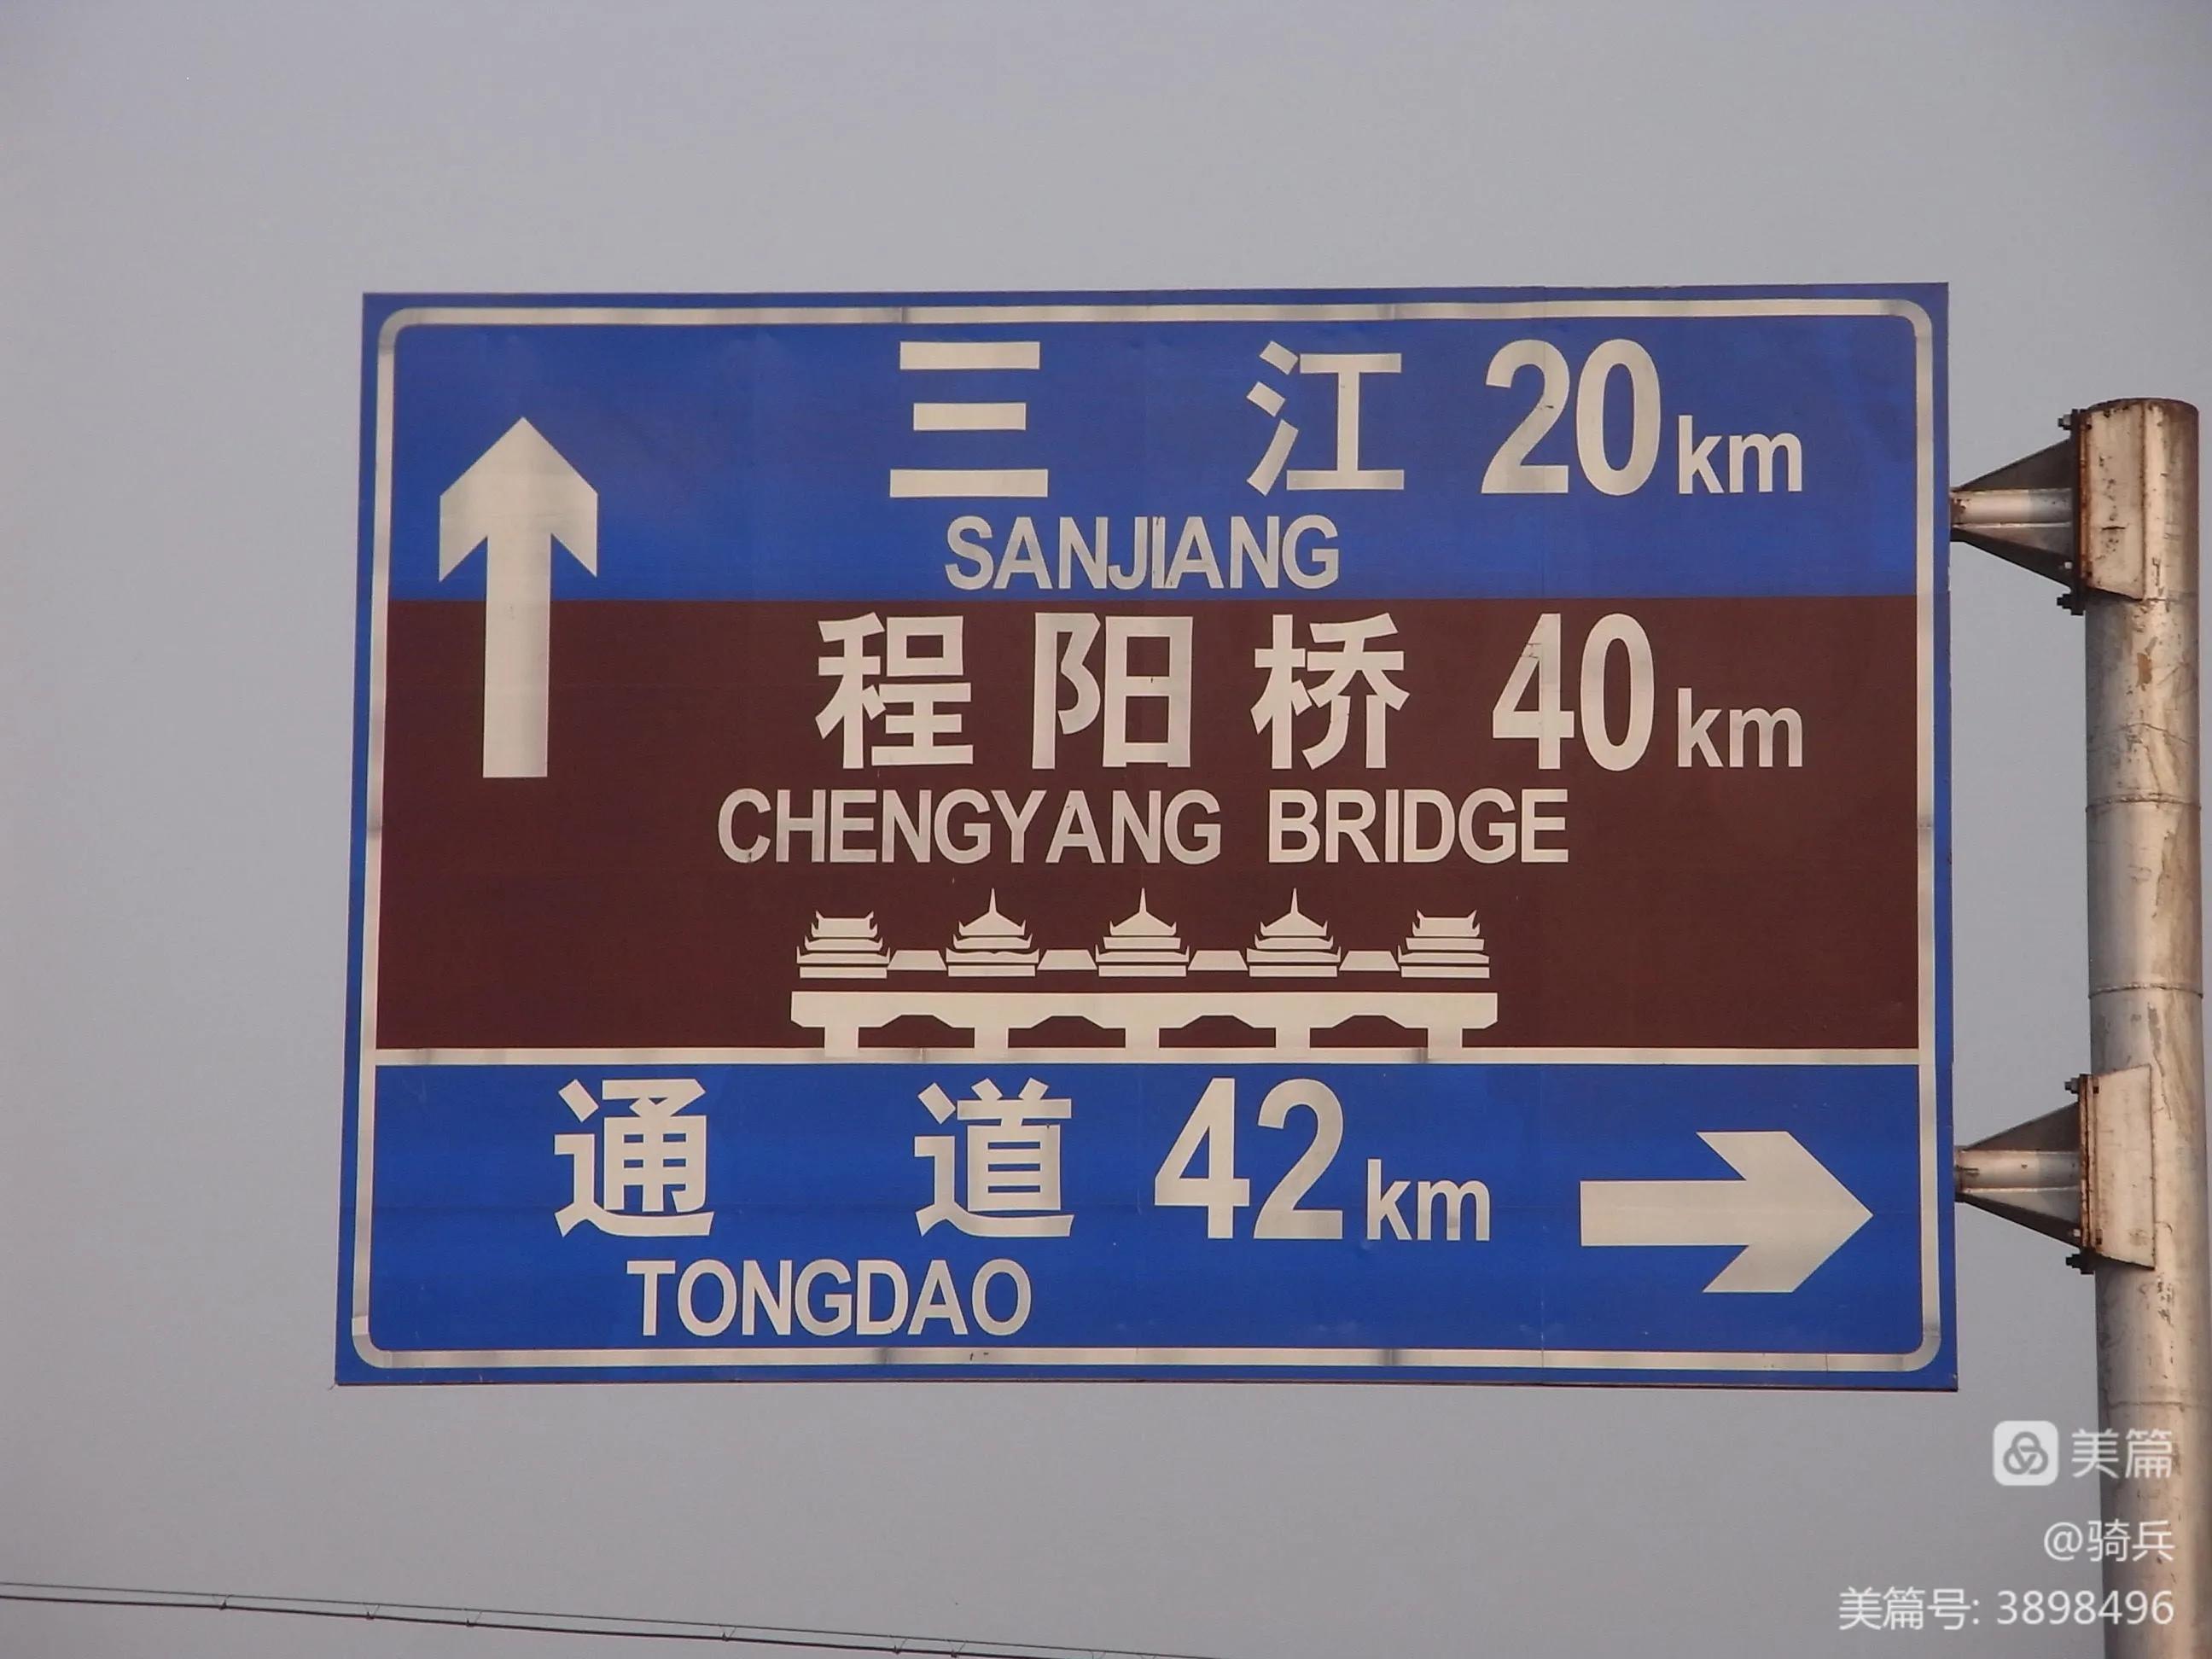 三江 20km
SANJIANG
程阳桥 40km
CHENGYANG BRIDGE
通道 42km
TONGDAO
美篇
@骑兵
美篇号: 3898496